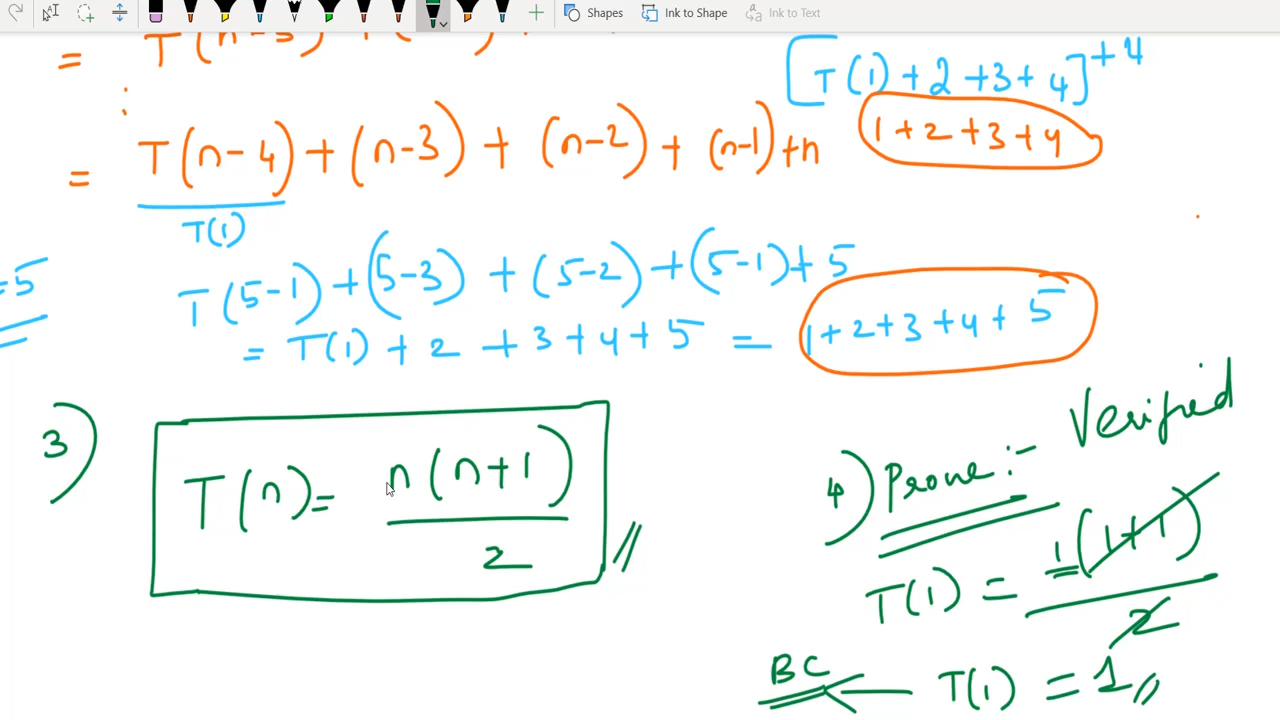 Shapes Ink to Shape Ink to Text
[T(1)+2+3+4]+4
=
= T(n-4)+(n-3)+(n-2)+(n-1)+n 1+2+3+4
T(1)
=5
T(5-1)+(5-3)+(5-2)+(5-1)+5
= T(1)+2+3+4+5 = 1+2+3+4+5
3) T(n)= n(n+1)/2 //
4) Prove:- Verified
T(1) = 1(1+1)/2
BC ← T(1) = 1 //